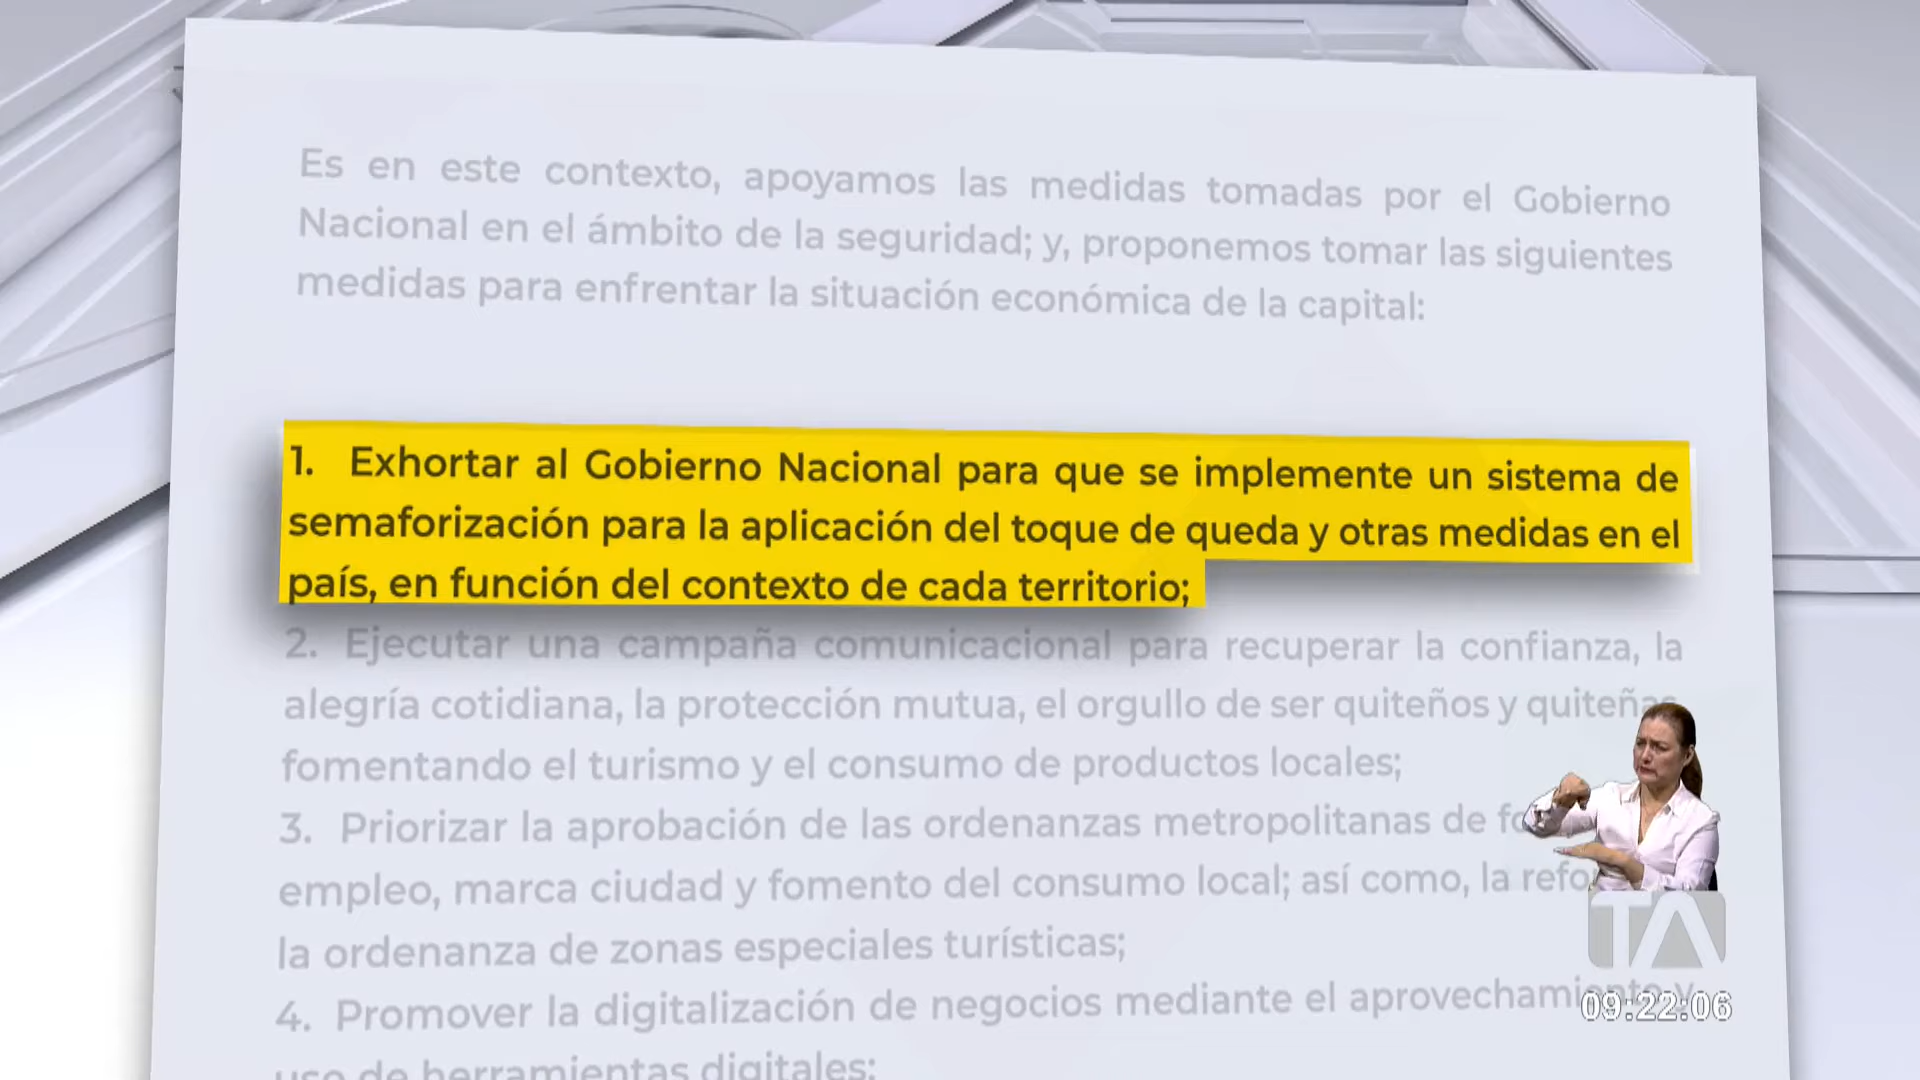 Es en este contexto, apoyamos las medidas tomadas por el Gobierno
Nacional en el ámbito de la seguridad; y, proponemos tomar las siguientes
medidas para enfrentar la situación económica de la capital:
1. Exhortar al Gobierno Nacional para que se implemente un sistema de
semaforización para la aplicación del toque de queda y otras medidas en el
país, en función del contexto de cada territorio;
2. Ejecutar una campaña comunicacional para recuperar la confianza, la
alegría cotidiana, la protección mutua, el orgullo de ser quiteños y quiteñas
fomentando el turismo y el consumo de productos locales;
3. Priorizar la aprobación de las ordenanzas metropolitanas de
empleo, marca ciudad y fomento del consumo local; así como, la
la ordenanza de zonas especiales turísticas;
4. Promover la digitalización de negocios mediante el
uso de herramientas digitales;
TA
09:22:06